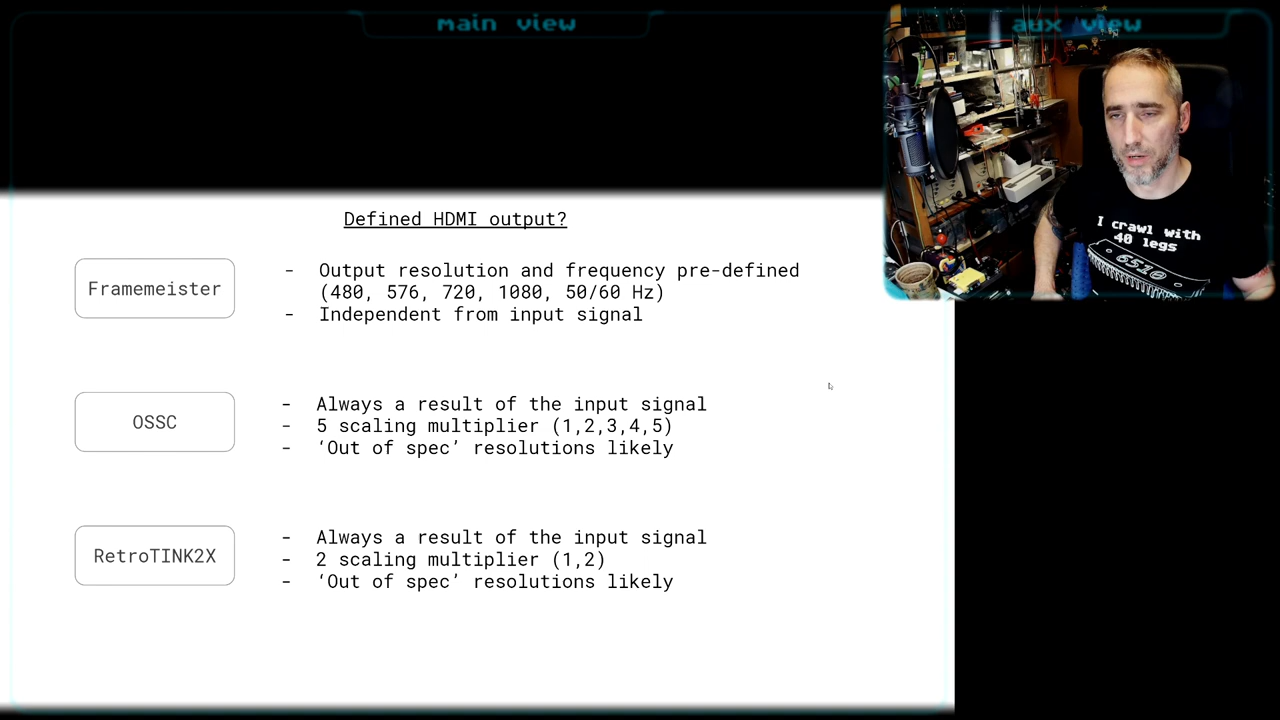 main view
aux view
I crawl with
40 legs
6510
Defined HDMI output?
Framemeister
- Output resolution and frequency pre-defined
(480, 576, 720, 1080, 50/60 Hz)
- Independent from input signal
OSSC
- Always a result of the input signal
- 5 scaling multiplier (1,2,3,4,5)
- ‘Out of spec’ resolutions likely
RetroTINK2X
- Always a result of the input signal
- 2 scaling multiplier (1,2)
- ‘Out of spec’ resolutions likely